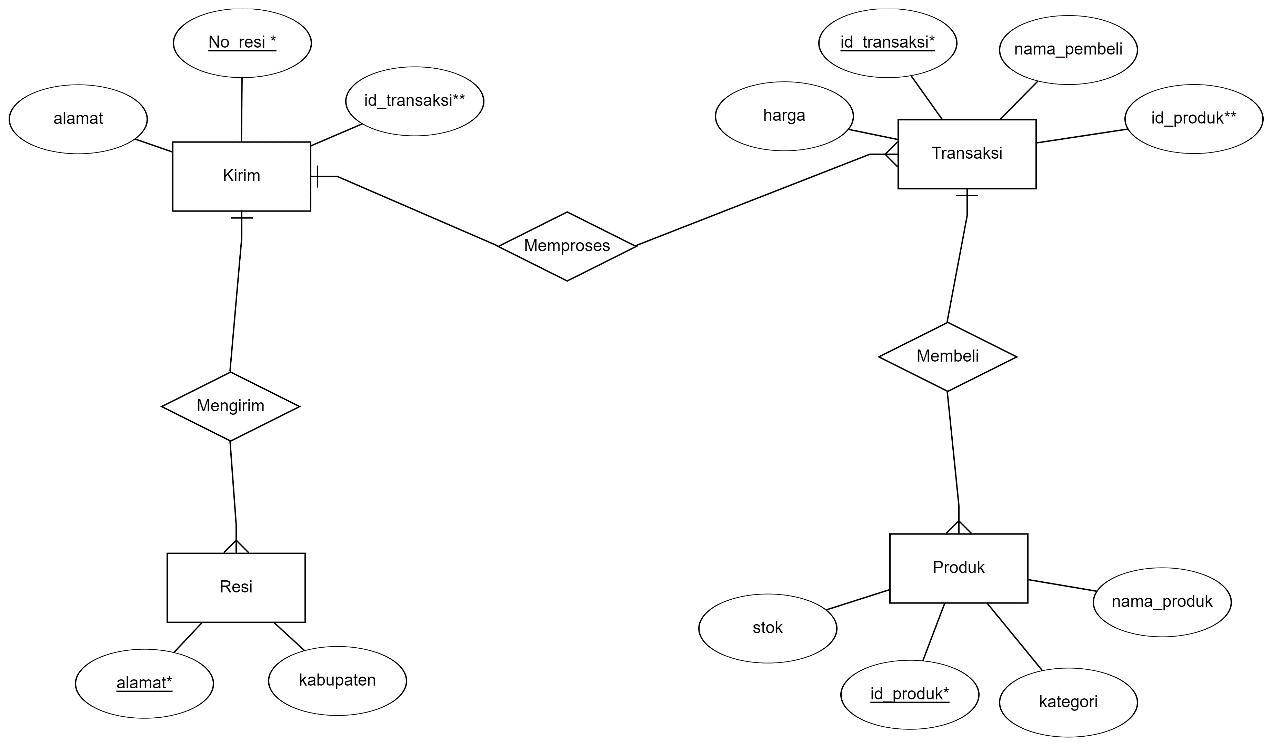 No_resi *
id_transaksi*
nama_pembeli
id_transaksi**
alamat
harga
id_produk**
Kirim
Transaksi
Memproses
Membeli
Mengirim
Produk
Resi
nama_produk
stok
alamat*
kabupaten
id_produk*
kategori